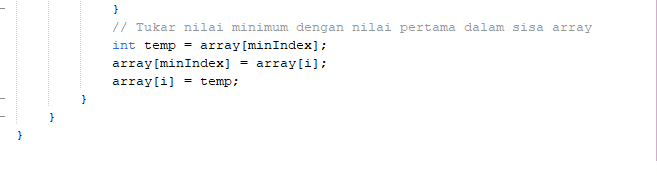 }
// Tukar nilai minimum dengan nilai pertama dalam sisa array
int temp = array[minIndex];
array[minIndex] = array[i];
array[i] = temp;
}
}
}